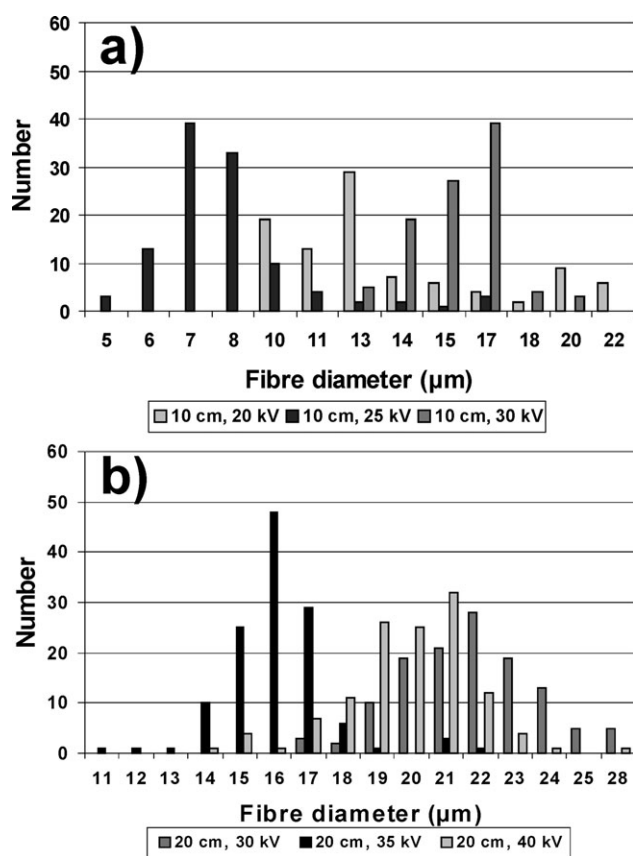 a)
Number
60
50
40
30
20
10
0
5 6 7 8 10 11 13 14 15 17 18 20 22
Fibre diameter (µm)
10 cm, 20 kV 10 cm, 25 kV 10 cm, 30 kV
b)
Number
60
50
40
30
20
10
0
11 12 13 14 15 16 17 18 19 20 21 22 23 24 25 28
Fibre diameter (µm)
20 cm, 30 kV 20 cm, 35 kV 20 cm, 40 kV